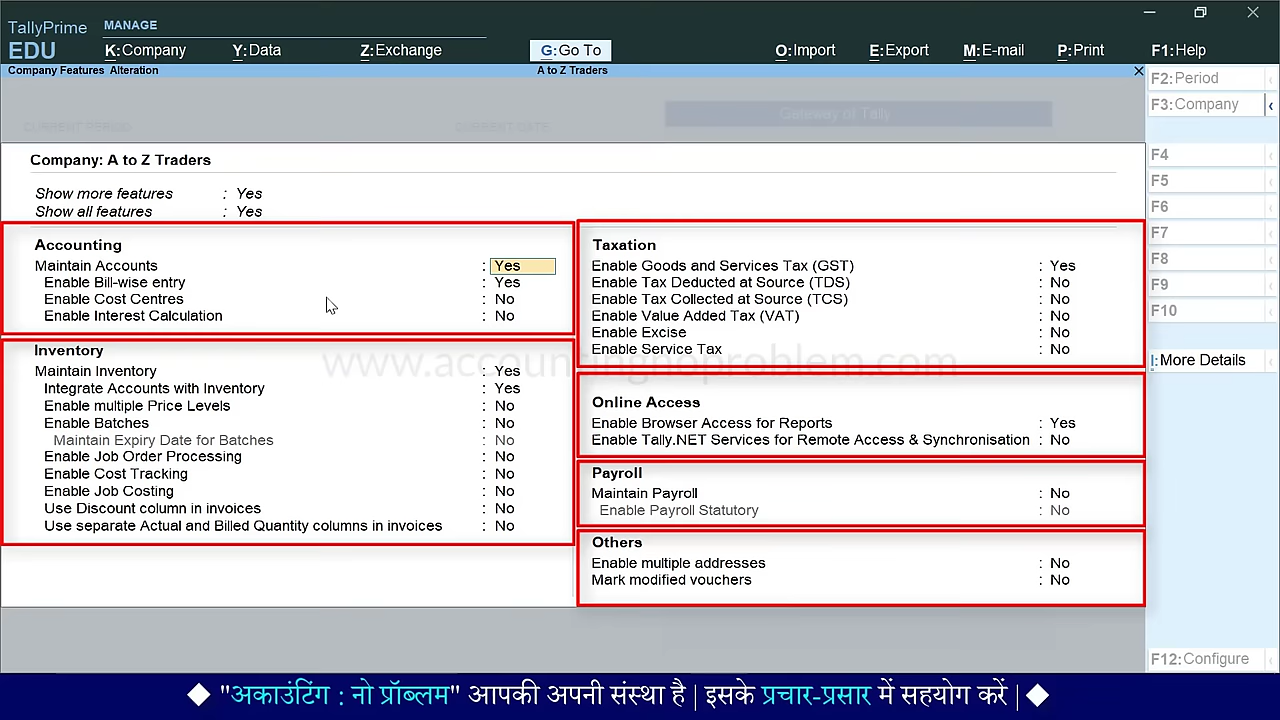 TallyPrime
EDU
MANAGE
K:Company
Y:Data
Z:Exchange
G:Go To
O:Import
E:Export
M:E-mail
P:Print
F1:Help
Company Features Alteration
A to Z Traders
CURRENT PERIOD
CURRENT DATE
Gateway of Tally
Company: A to Z Traders
Show more features : Yes
Show all features : Yes
Accounting
Maintain Accounts : Yes
Enable Bill-wise entry : Yes
Enable Cost Centres : No
Enable Interest Calculation : No
Inventory
Maintain Inventory : Yes
Integrate Accounts with Inventory : Yes
Enable multiple Price Levels : No
Enable Batches : No
Maintain Expiry Date for Batches : No
Enable Job Order Processing : No
Enable Cost Tracking : No
Enable Job Costing : No
Use Discount column in invoices : No
Use separate Actual and Billed Quantity columns in invoices : No
Taxation
Enable Goods and Services Tax (GST) : Yes
Enable Tax Deducted at Source (TDS) : No
Enable Tax Collected at Source (TCS) : No
Enable Value Added Tax (VAT) : No
Enable Excise : No
Enable Service Tax : No
www.accountingnoproblem.com
Online Access
Enable Browser Access for Reports : Yes
Enable Tally.NET Services for Remote Access & Synchronisation : No
Payroll
Maintain Payroll : No
Enable Payroll Statutory : No
Others
Enable multiple addresses : No
Mark modified vouchers : No
F2:Period
F3:Company
F4
F5
F6
F7
F8
F9
F10
I:More Details
F12:Configure
◆ "अकाउंटिंग : नो प्रॉब्लम" आपकी अपनी संस्था है | इसके प्रचार-प्रसार में सहयोग करें | ◆